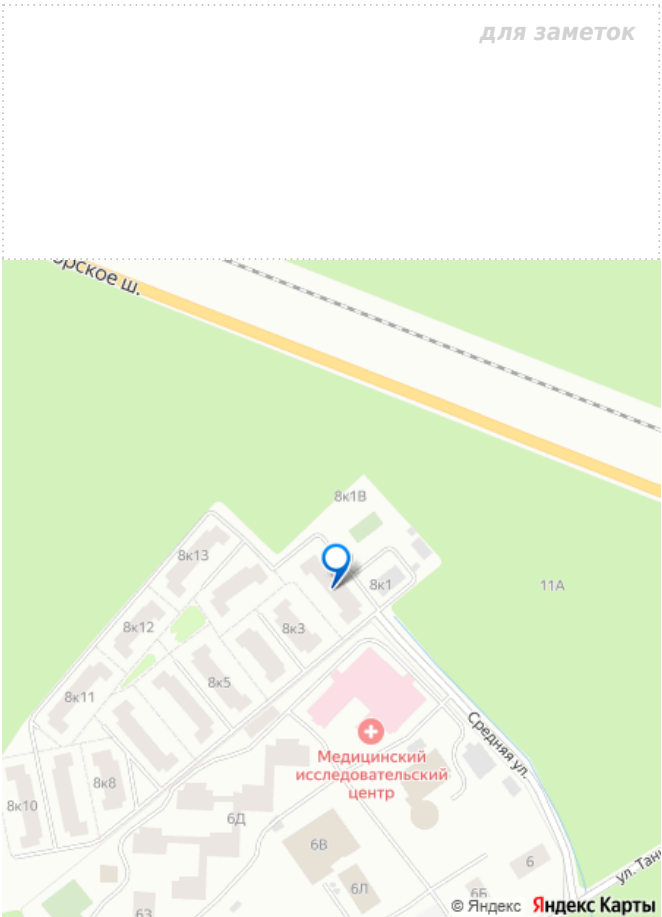 для заметок
орское ш.
8к1В
8к13
8к1
11А
8к12
8к3
8к5
8к11
Средняя ул.
Медицинский
исследовательский
центр
8к8
8к10
6Д
6В
6
ул. Тан
6Л
6Б
63
© Яндекс Яндекс Карты